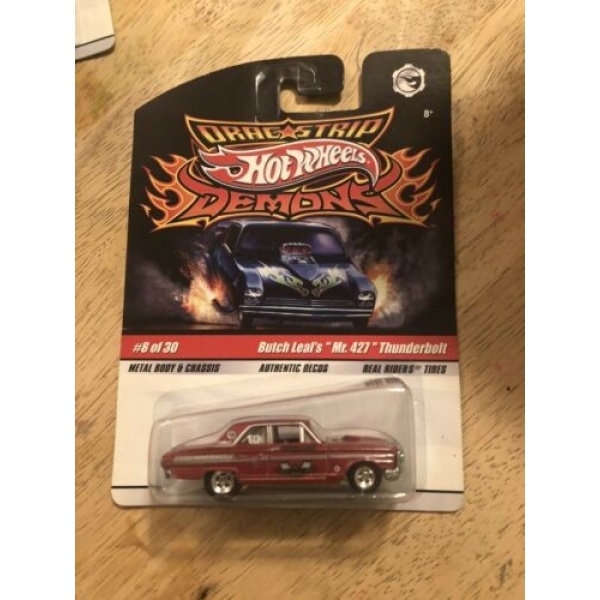 8+
DRAG STRIP
HOT WHEELS
DEMONS
#8 of 30
Butch Leal's "Mr. 427" Thunderbolt
METAL BODY & CHASSIS
AUTHENTIC DECOS
REAL RIDERS® TIRES